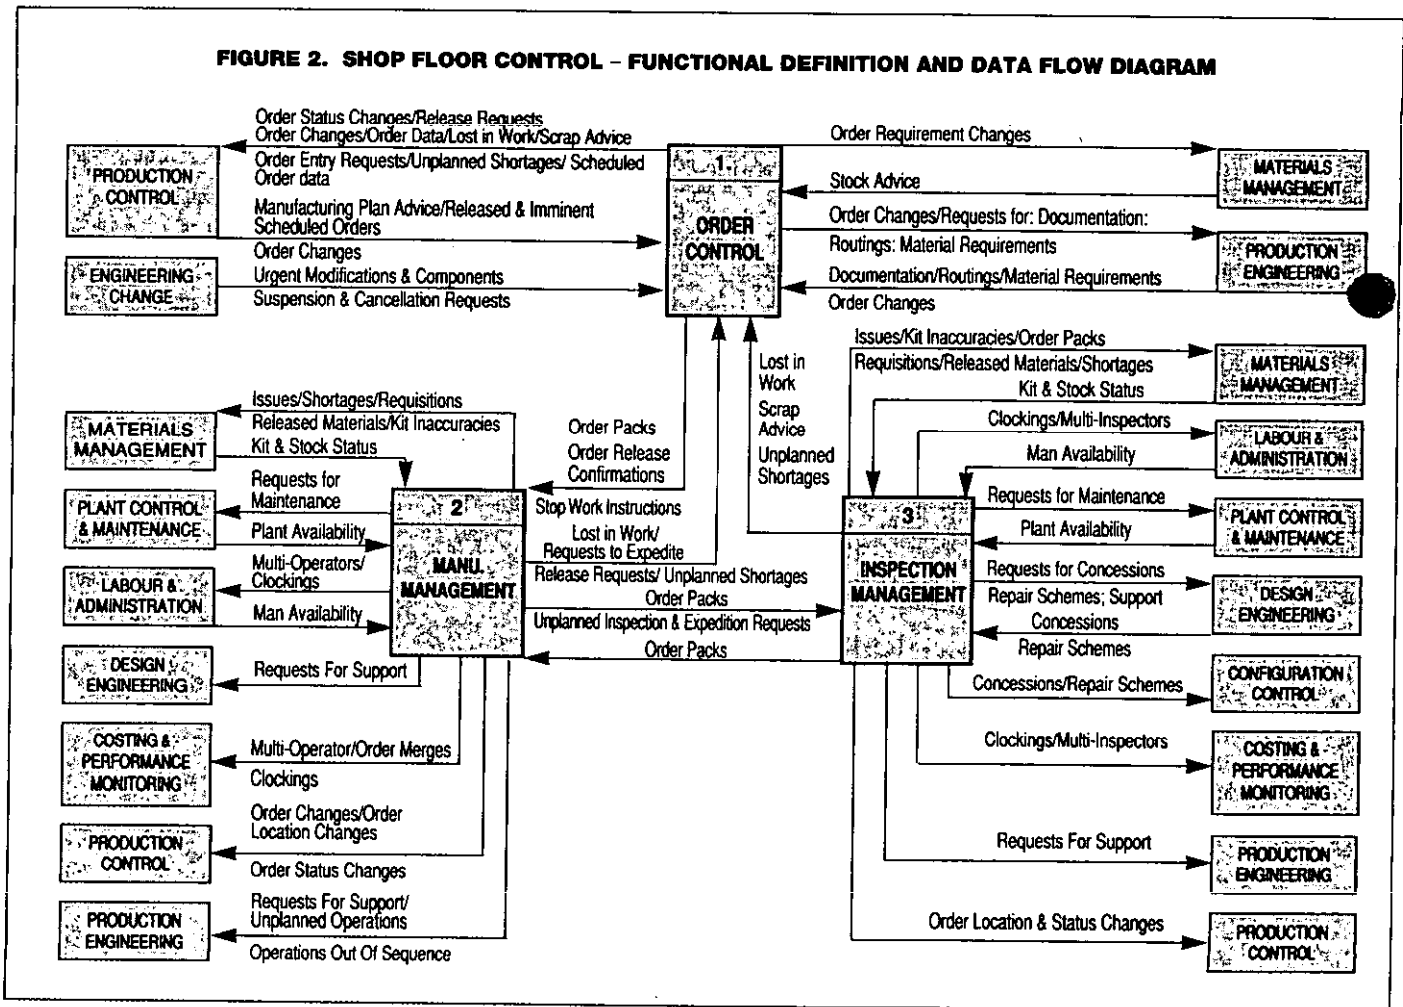 FIGURE 2. SHOP FLOOR CONTROL – FUNCTIONAL DEFINITION AND DATA FLOW DIAGRAM
Order Status Changes/Release Requests
Order Changes/Order Data/Lost in Work/Scrap Advice
Order Entry Requests/Unplanned Shortages/ Scheduled
Order data
PRODUCTION
CONTROL
Manufacturing Plan Advice/Released & Imminent
Scheduled Orders
Order Changes
ENGINEERING
CHANGE
Urgent Modifications & Components
Suspension & Cancellation Requests
1
ORDER
CONTROL
Order Requirement Changes
Stock Advice
MATERIALS
MANAGEMENT
Order Changes/Requests for: Documentation:
Routings: Material Requirements
PRODUCTION
ENGINEERING
Documentation/Routings/Material Requirements
Order Changes
Issues/Shortages/Requisitions
Released Materials/Kit Inaccuracies
MATERIALS
MANAGEMENT
Kit & Stock Status
Requests for
Maintenance
PLANT CONTROL
& MAINTENANCE
Plant Availability
Multi-Operators/
Clockings
LABOUR &
ADMINISTRATION
Man Availability
DESIGN
ENGINEERING
Requests For Support
COSTING &
PERFORMANCE
MONITORING
Multi-Operator/Order Merges
Clockings
Order Changes/Order
Location Changes
PRODUCTION
CONTROL
Order Status Changes
Requests For Support/
Unplanned Operations
PRODUCTION
ENGINEERING
Operations Out Of Sequence
2
MANU.
MANAGEMENT
Order Packs
Order Release
Confirmations
Stop Work Instructions
Lost in Work/
Requests to Expedite
Release Requests/ Unplanned Shortages
Order Packs
Unplanned Inspection & Expedition Requests
Order Packs
Lost in
Work
Scrap
Advice
Unplanned
Shortages
3
INSPECTION
MANAGEMENT
Issues/Kit Inaccuracies/Order Packs
Requisitions/Released Materials/Shortages
Kit & Stock Status
MATERIALS
MANAGEMENT
Clockings/Multi-Inspectors
Man Availability
LABOUR &
ADMINISTRATION
Requests for Maintenance
Plant Availability
PLANT CONTROL
& MAINTENANCE
Requests for Concessions
Repair Schemes; Support
Concessions
Repair Schemes
DESIGN
ENGINEERING
Concessions/Repair Schemes
CONFIGURATION
CONTROL
Clockings/Multi-Inspectors
COSTING &
PERFORMANCE
MONITORING
Requests For Support
PRODUCTION
ENGINEERING
Order Location & Status Changes
PRODUCTION
CONTROL